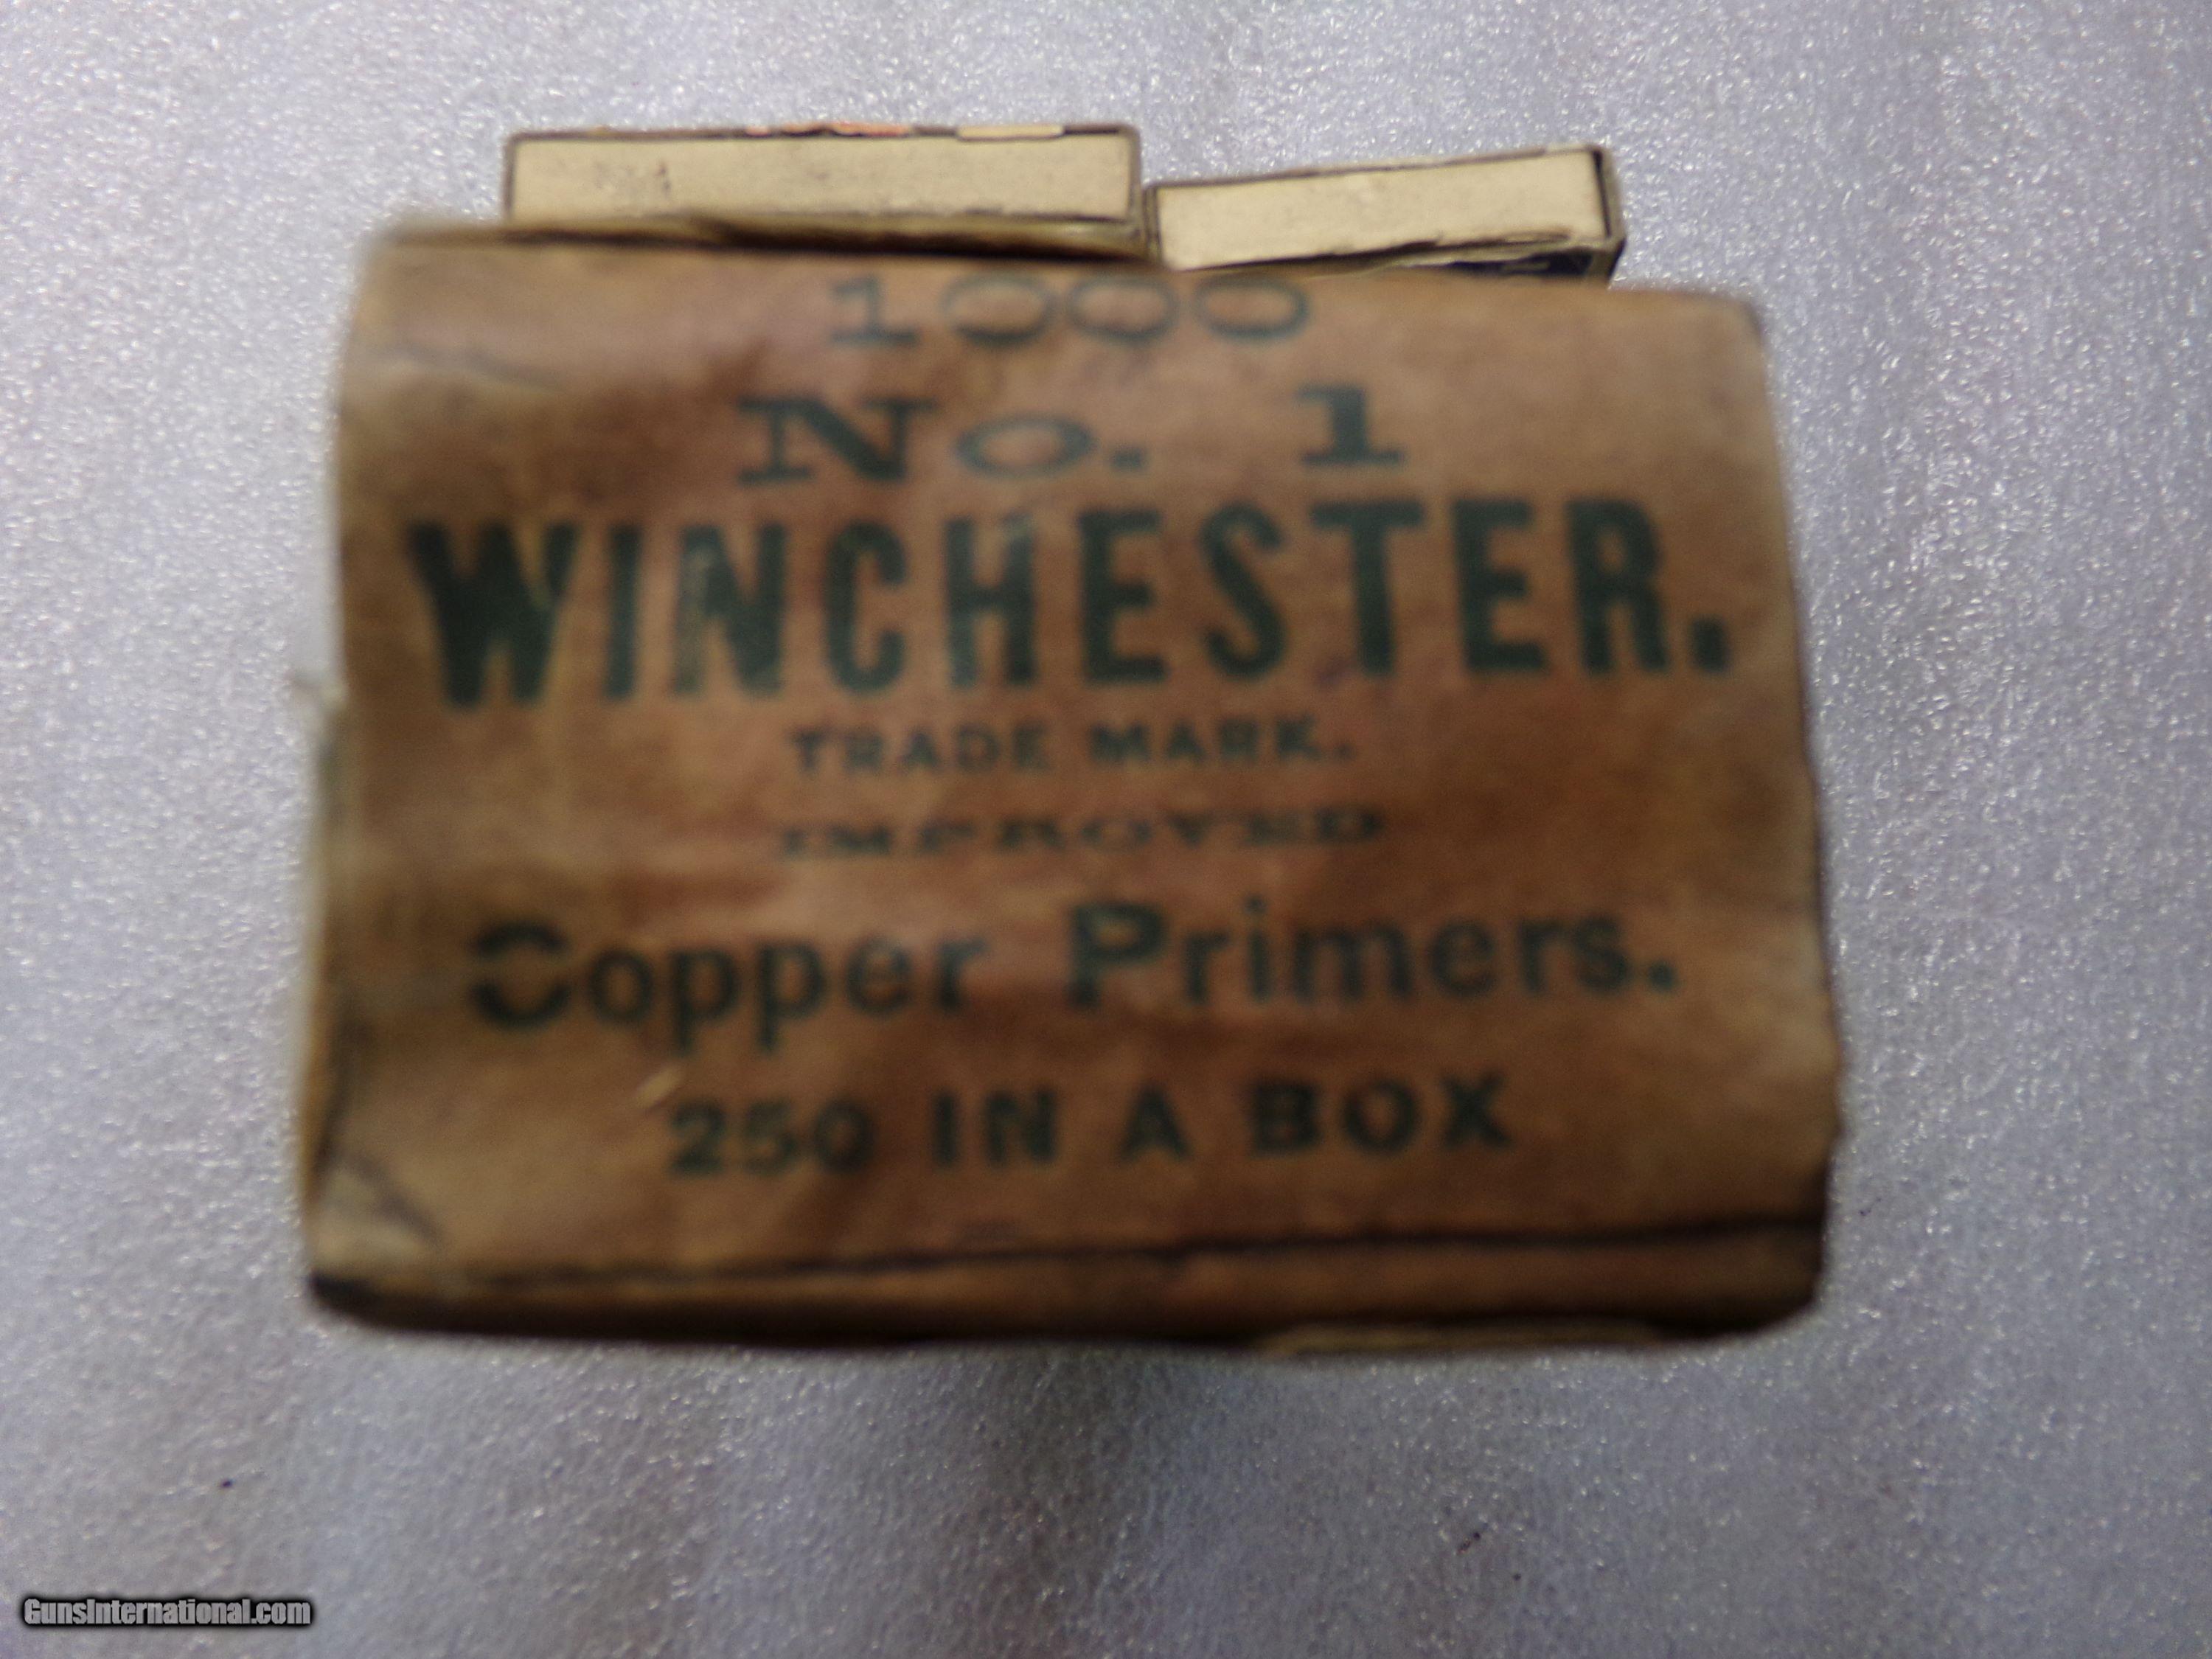 1000
No. 1
WINCHESTER.
TRADE MARK.
IMPROVED
Copper Primers.
250 IN A BOX
GunsInternational.com